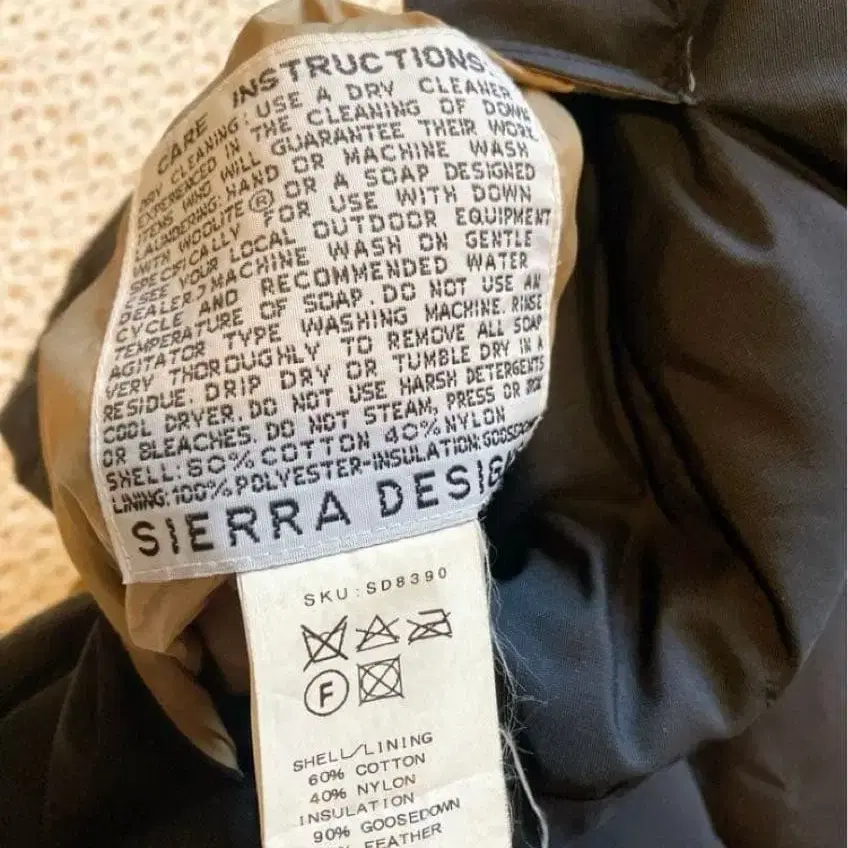 CARE INSTRUCTIONS:
DRY CLEANING: USE A DRY CLEANER
EXPERIENCED IN THE CLEANING OF DOWN
ITEMS WHO WILL GUARANTEE THEIR WORK
LAUNDERING: HAND OR MACHINE WASH
WITH WOOLITE® OR A SOAP DESIGNED
SPECIFICALLY FOR USE WITH DOWN
(SEE YOUR LOCAL OUTDOOR EQUIPMENT
DEALER.) MACHINE WASH ON GENTLE
CYCLE AND RECOMMENDED WATER
TEMPERATURE OF SOAP. DO NOT USE AN
AGITATOR TYPE WASHING MACHINE. RINSE
VERY THOROUGHLY TO REMOVE ALL SOAP
RESIDUE. DRIP DRY OR TUMBLE DRY IN A
COOL DRYER. DO NOT USE HARSH DETERGENTS
OR BLEACHES. DO NOT STEAM, PRESS OR IRON
SHELL: 60% COTTON 40% NYLON
LINING: 100% POLYESTER-INSULATION: GOOSEDOWN
SIERRA DESIG
SKU: SD8390
F
SHELL/LINING
60% COTTON
40% NYLON
INSULATION
90% GOOSEDOWN
FEATHER